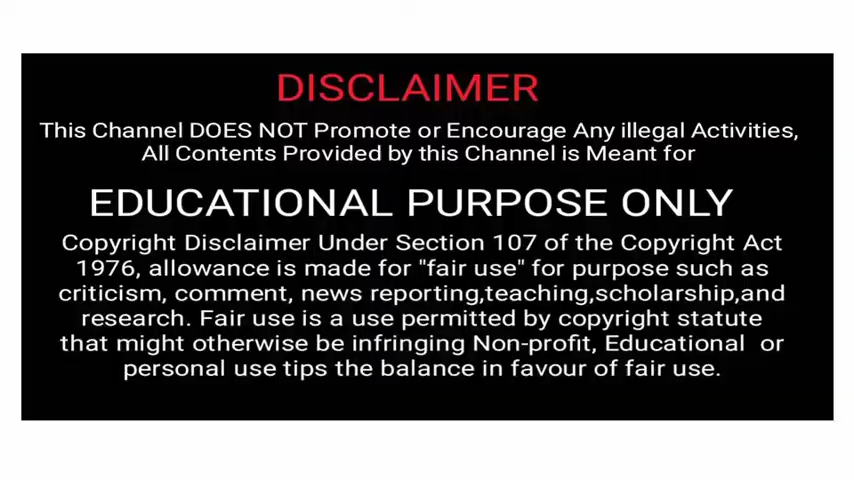 DISCLAIMER
This Channel DOES NOT Promote or Encourage Any illegal Activities,
All Contents Provided by this Channel is Meant for
EDUCATIONAL PURPOSE ONLY
Copyright Disclaimer Under Section 107 of the Copyright Act
1976, allowance is made for "fair use" for purpose such as
criticism, comment, news reporting,teaching,scholarship,and
research. Fair use is a use permitted by copyright statute
that might otherwise be infringing Non-profit, Educational or
personal use tips the balance in favour of fair use.